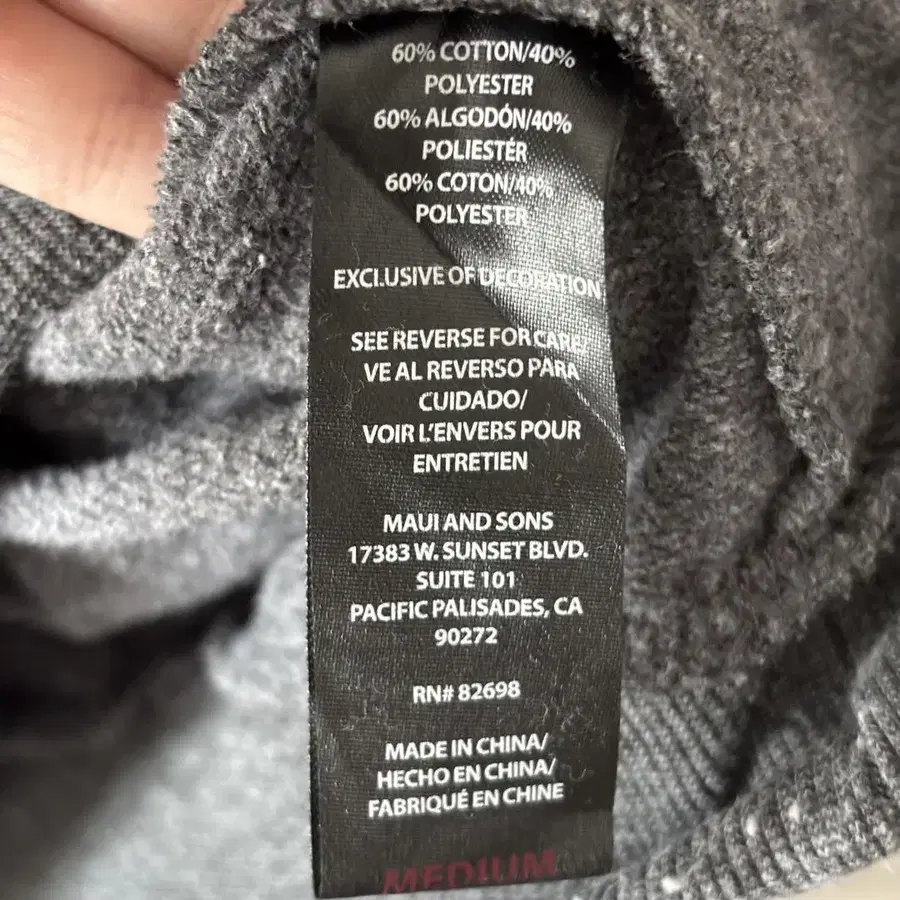 60% COTTON/40%
POLYESTER
60% ALGODÓN/40%
POLIESTÉR
60% COTON/40%
POLYESTER
EXCLUSIVE OF DECORATION
SEE REVERSE FOR CARE/
VE AL REVERSO PARA
CUIDADO/
VOIR L'ENVERS POUR
ENTRETIEN
MAUI AND SONS
17383 W. SUNSET BLVD.
SUITE 101
PACIFIC PALISADES, CA
90272
RN# 82698
MADE IN CHINA/
HECHO EN CHINA/
FABRIQUÉ EN CHINE
MEDIUM